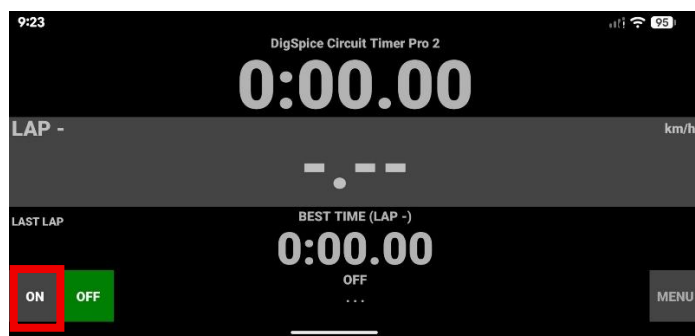 9:23
95
DigSpice Circuit Timer Pro 2
0:00.00
LAP -
km/h
-.--
LAST LAP
BEST TIME (LAP -)
0:00.00
OFF
...
ON
OFF
MENU